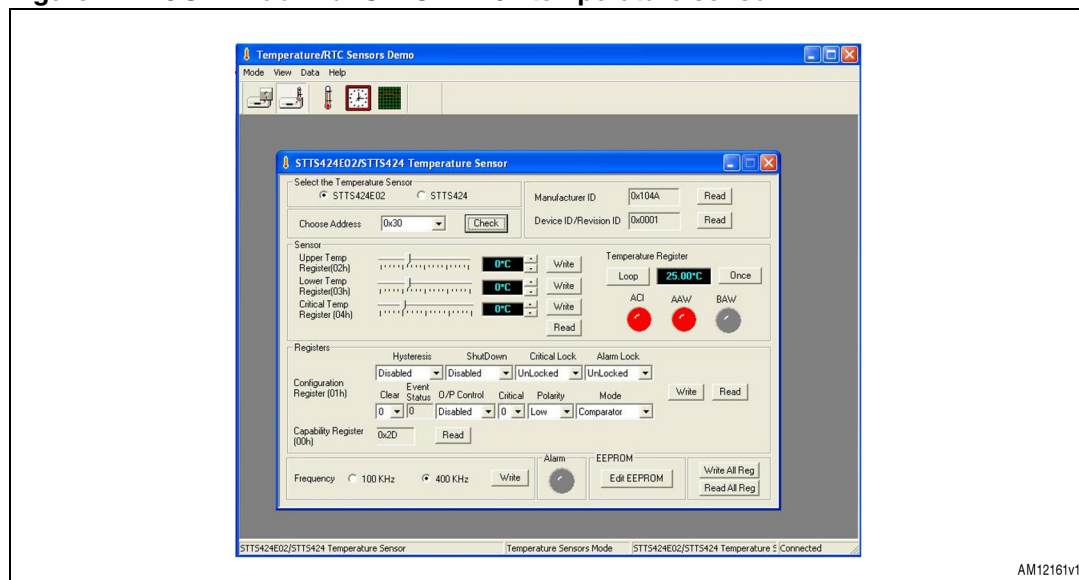 Temperature/RTC Sensors Demo
Mode View Data Help
STTS424E02/STTS424 Temperature Sensor
Select the Temperature Sensor
STTS424E02 STTS424
Manufacturer ID 0x104A Read
Choose Address 0x30 Check
Device ID/Revision ID 0x0001 Read
Sensor
Upper Temp Register(02h) 0°C Write
Lower Temp Register(03h) 0°C Write
Critical Temp Register (04h) 0°C Write
Read
Temperature Register
Loop 25.00°C Once
ACI AAW BAW
Registers
Hysteresis ShutDown Critical Lock Alarm Lock
Disabled Disabled UnLocked UnLocked
Configuration Register (01h)
Write Read
Clear Event Status O/P Control Critical Polarity Mode
0 0 Disabled 0 Low Comparator
Capability Register (00h) 0x2D Read
Frequency 100 KHz 400 KHz Write
Alarm
EEPROM
Edit EEPROM
Write All Reg
Read All Reg
STTS424E02/STTS424 Temperature Sensor Temperature Sensors Mode STTS424E02/STTS424 Temperature S Connected
AM12161v1